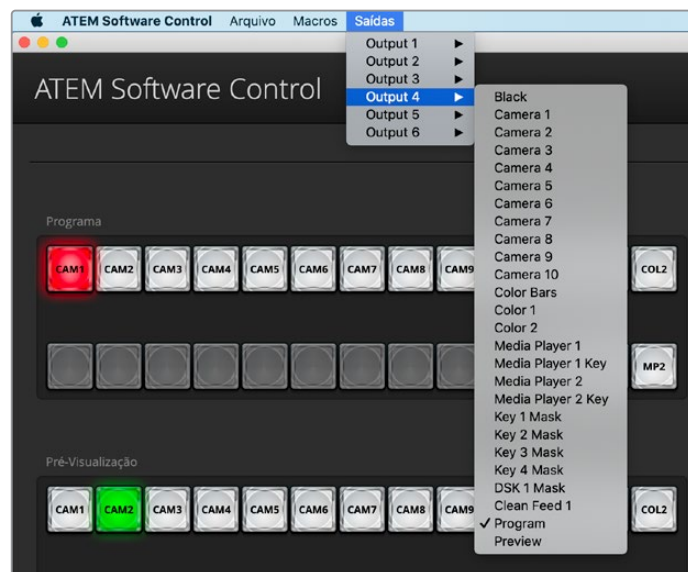 ATEM Software Control Arquivo Macros Saídas
Output 1
Output 2
Output 3
Output 4
Output 5
Output 6
ATEM Software Control
Black
Camera 1
Camera 2
Camera 3
Camera 4
Camera 5
Camera 6
Camera 7
Camera 8
Camera 9
Camera 10
Color Bars
Color 1
Color 2
Media Player 1
Media Player 1 Key
Media Player 2
Media Player 2 Key
Key 1 Mask
Key 2 Mask
Key 3 Mask
Key 4 Mask
DSK 1 Mask
Clean Feed 1
Program
Preview
Programa
CAM1 CAM2 CAM3 CAM4 CAM5 CAM6 CAM7 CAM8 CAM9 COL2
MP2
Pré-Visualização
CAM1 CAM2 CAM3 CAM4 CAM5 CAM6 CAM7 CAM8 CAM9 COL2